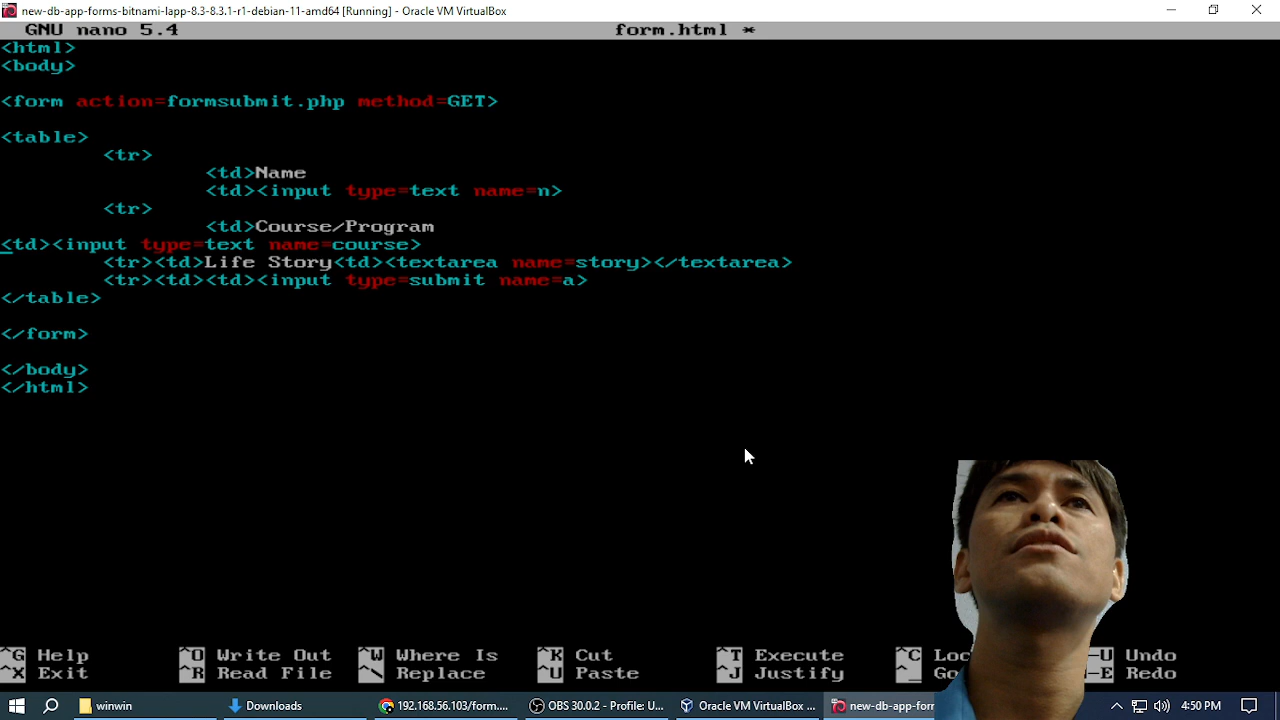 new-db-app-forms-bitnami-lapp-8.3-8.3.1-r1-debian-11-amd64 [Running] - Oracle VM VirtualBox
GNU nano 5.4 form.html *
<html>
<body>
<form action=formsubmit.php method=GET>
<table>
<tr>
<td>Name
<td><input type=text name=n>
<tr>
<td>Course/Program
<td><input type=text name=course>
<tr><td>Life Story<td><textarea name=story></textarea>
<tr><td><td><input type=submit name=a>
</table>
</form>
</body>
</html>
^G Help ^O Write Out ^W Where Is ^K Cut ^T Execute ^C Loc -U Undo
^X Exit ^R Read File ^\ Replace ^U Paste ^J Justify ^_ Go -E Redo
winwin Downloads 192.168.56.103/form.... OBS 30.0.2 - Profile: U... Oracle VM VirtualBox ... new-db-app-form 4:50 PM